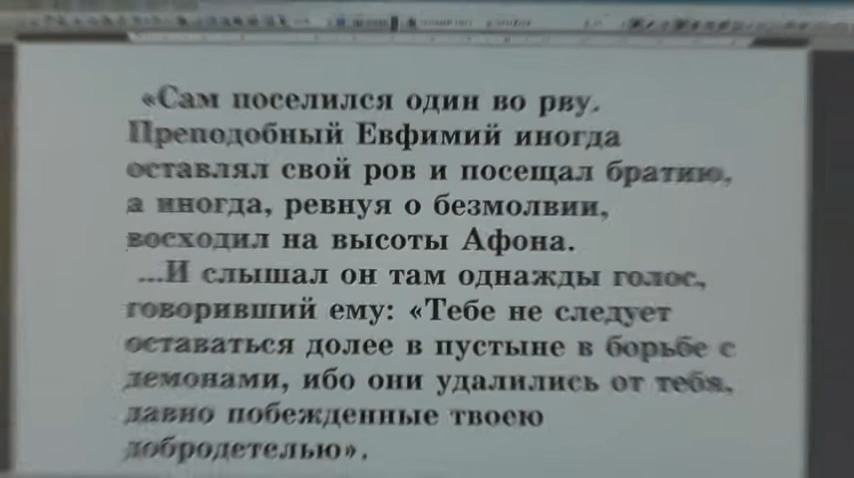 «Сам поселился один во рву.
Преподобный Евфимий иногда
оставлял свой ров и посещал братию,
а иногда, ревнуя о безмолвии,
восходил на высоты Афона.
...И слышал он там однажды голос,
говоривший ему: «Тебе не следует
оставаться долее в пустыне в борьбе с
демонами, ибо они удалились от тебя,
давно побежденные твоею
добродетелью».